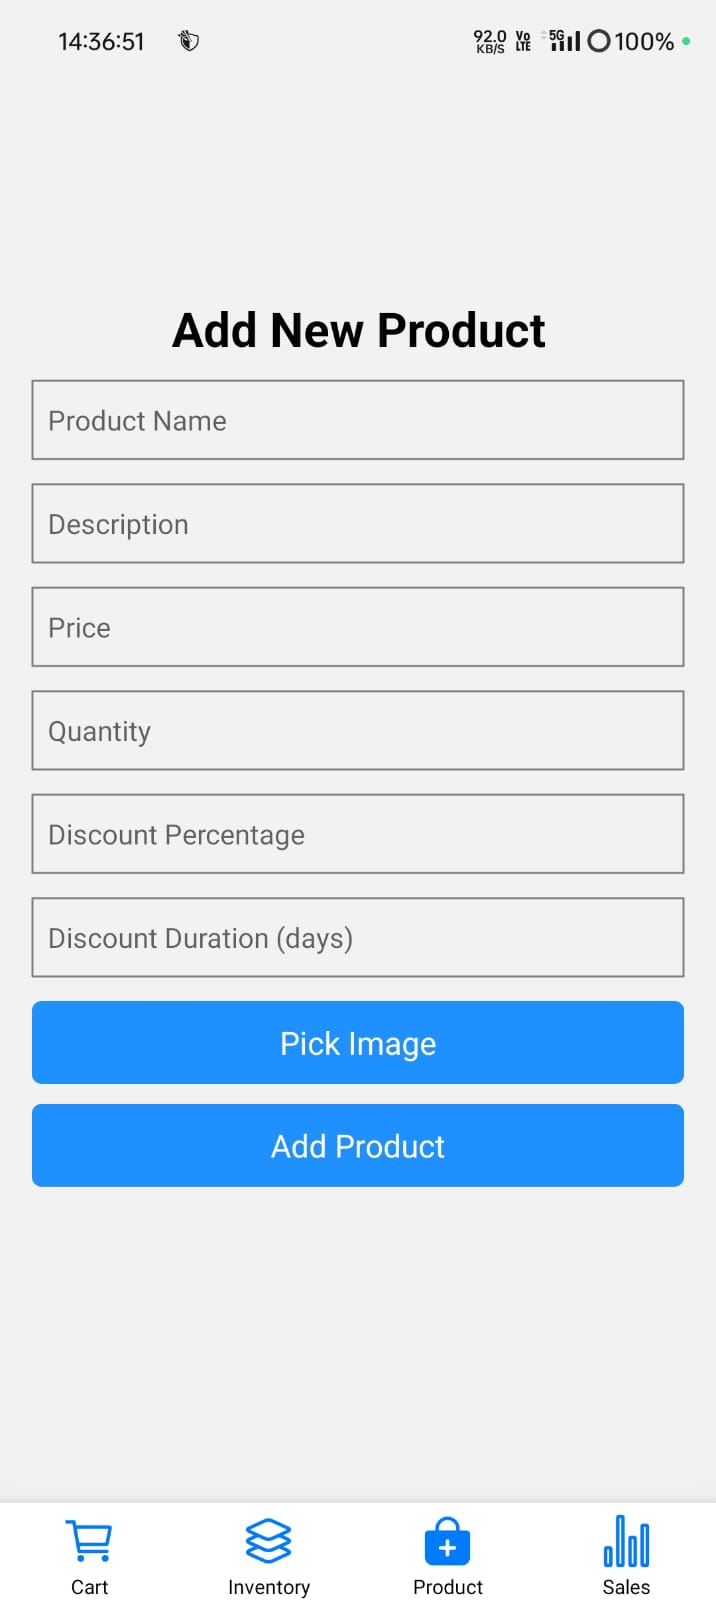 14:36:51 92.0 KB/S Vo LTE 5G 100%
Add New Product
Product Name
Description
Price
Quantity
Discount Percentage
Discount Duration (days)
Pick Image
Add Product
Cart Inventory Product Sales